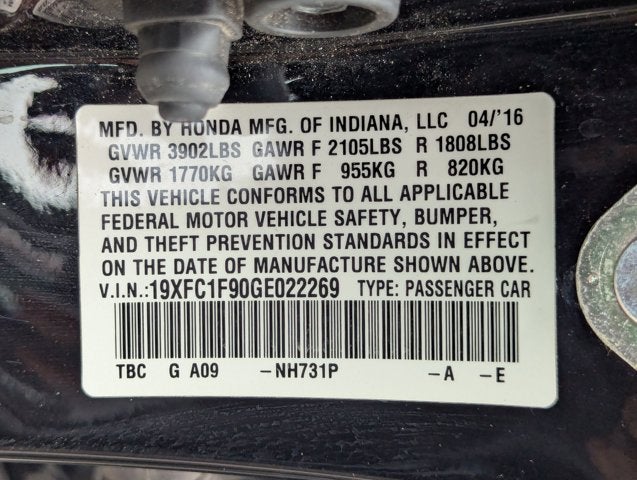 MFD. BY HONDA MFG. OF INDIANA, LLC 04/'16
GVWR 3902LBS GAWR F 2105LBS R 1808LBS
GVWR 1770KG GAWR F 955KG R 820KG
THIS VEHICLE CONFORMS TO ALL APPLICABLE
FEDERAL MOTOR VEHICLE SAFETY, BUMPER,
AND THEFT PREVENTION STANDARDS IN EFFECT
ON THE DATE OF MANUFACTURE SHOWN ABOVE.
V.I.N.:19XFC1F90GE022269 TYPE: PASSENGER CAR
TBC G A09 -NH731P -A -E